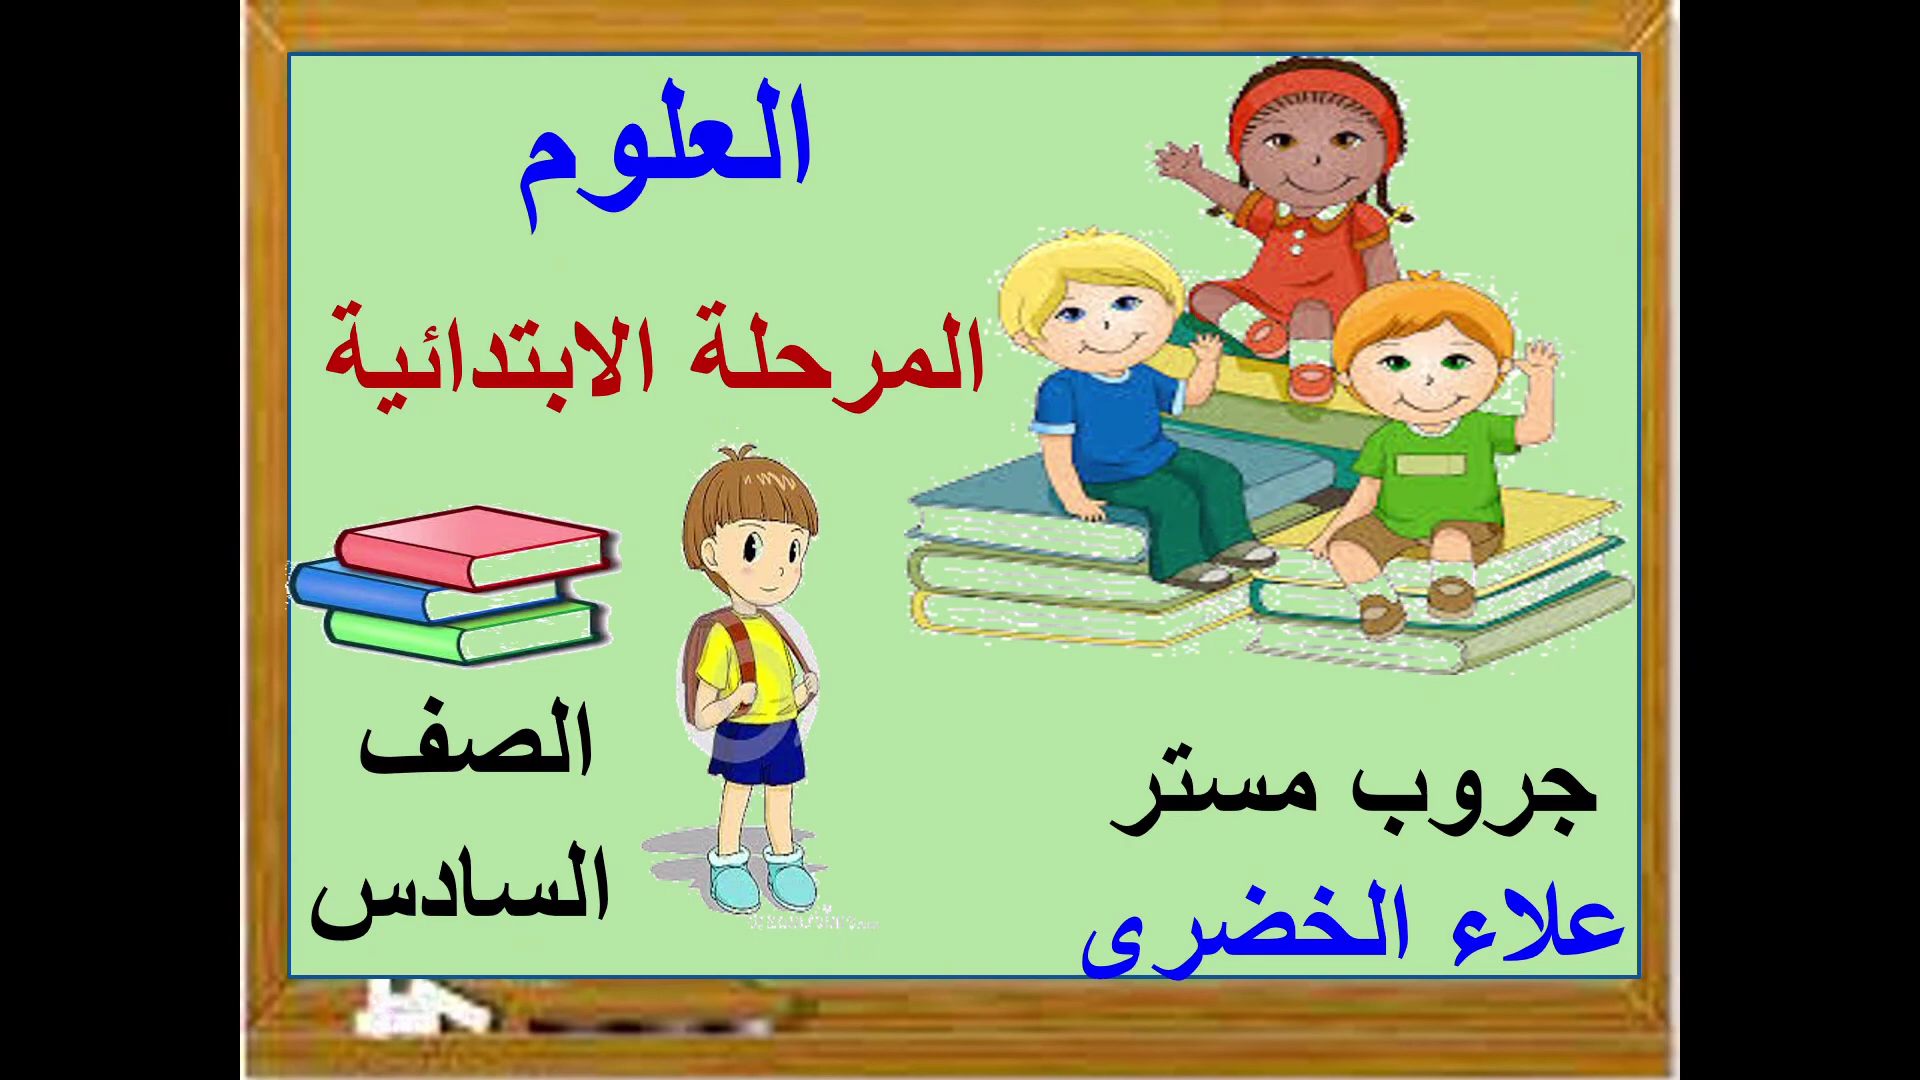 العلوم
المرحلة الابتدائية
الصف
السادس
جروب مستر
علاء الخضرى